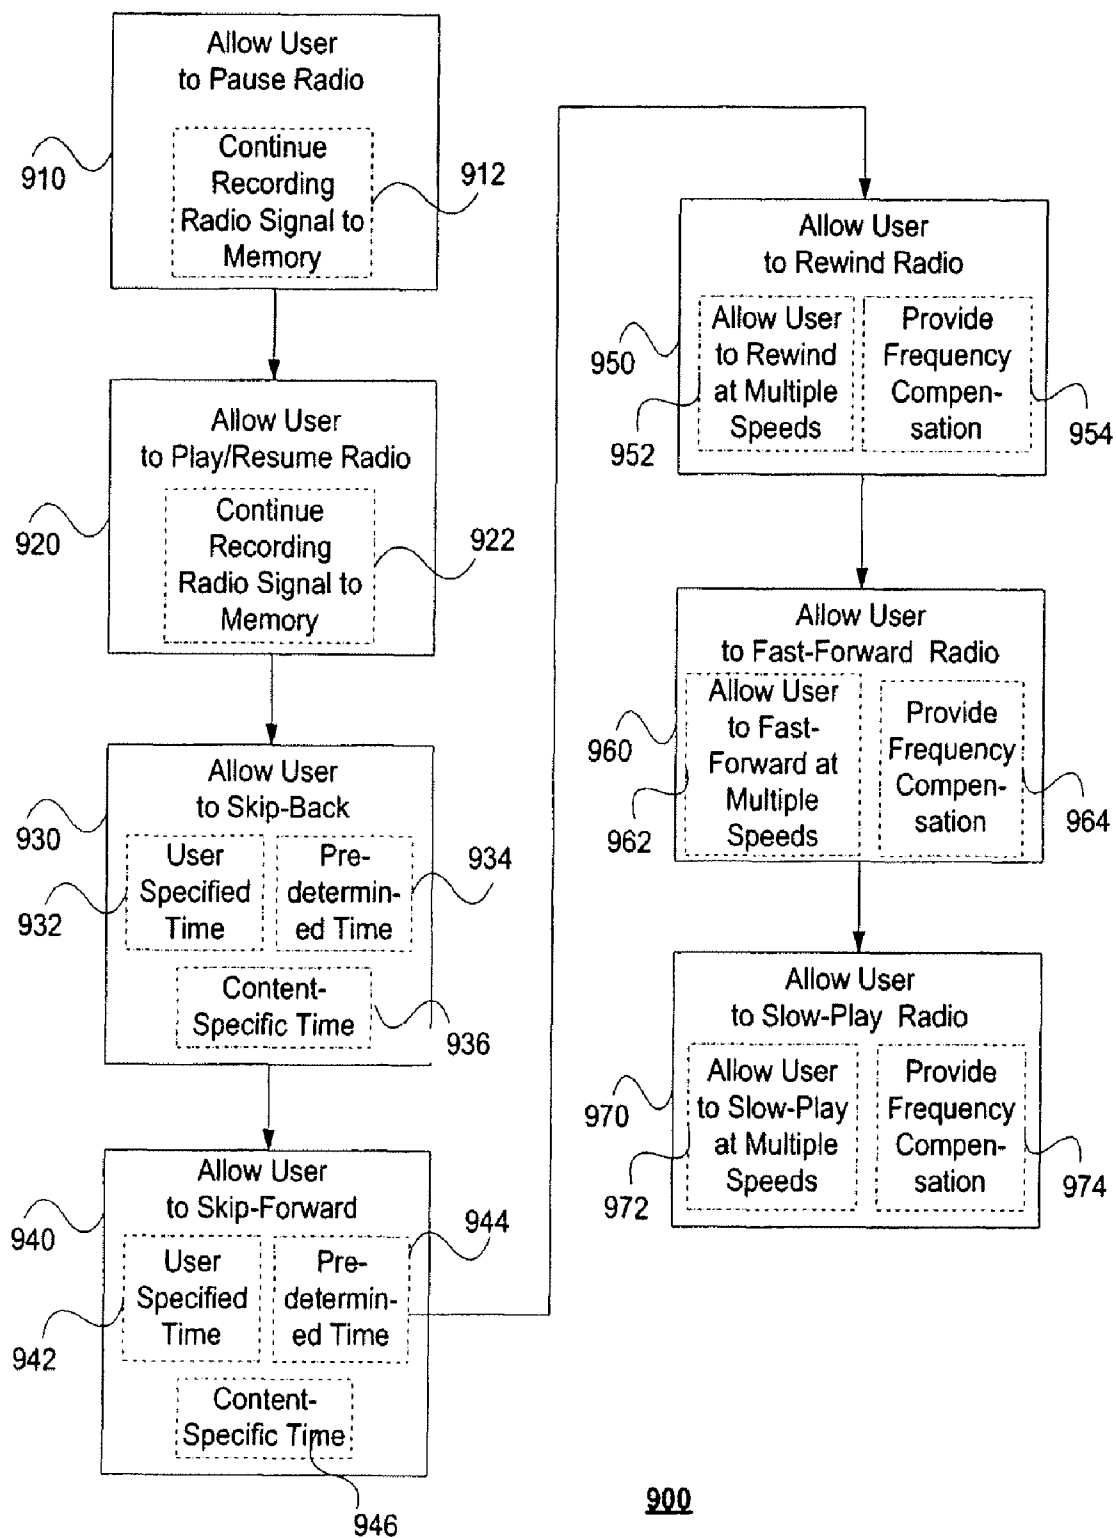 Allow User
to Pause Radio
Continue
Recording
Radio Signal to
Memory
910
912
Allow User
to Play/Resume Radio
Continue
Recording
Radio Signal to
Memory
920
922
Allow User
to Skip-Back
User
Specified
Time
Pre-
determin-
ed Time
Content-
Specific Time
930
932
934
936
Allow User
to Skip-Forward
User
Specified
Time
Pre-
determin-
ed Time
Content-
Specific Time
940
942
944
946
Allow User
to Rewind Radio
Allow User
to Rewind
at Multiple
Speeds
Provide
Frequency
Compen-
sation
950
952
954
Allow User
to Fast-Forward Radio
Allow User
to Fast-
Forward at
Multiple
Speeds
Provide
Frequency
Compen-
sation
960
962
964
Allow User
to Slow-Play Radio
Allow User
to Slow-Play
at Multiple
Speeds
Provide
Frequency
Compen-
sation
970
972
974
900